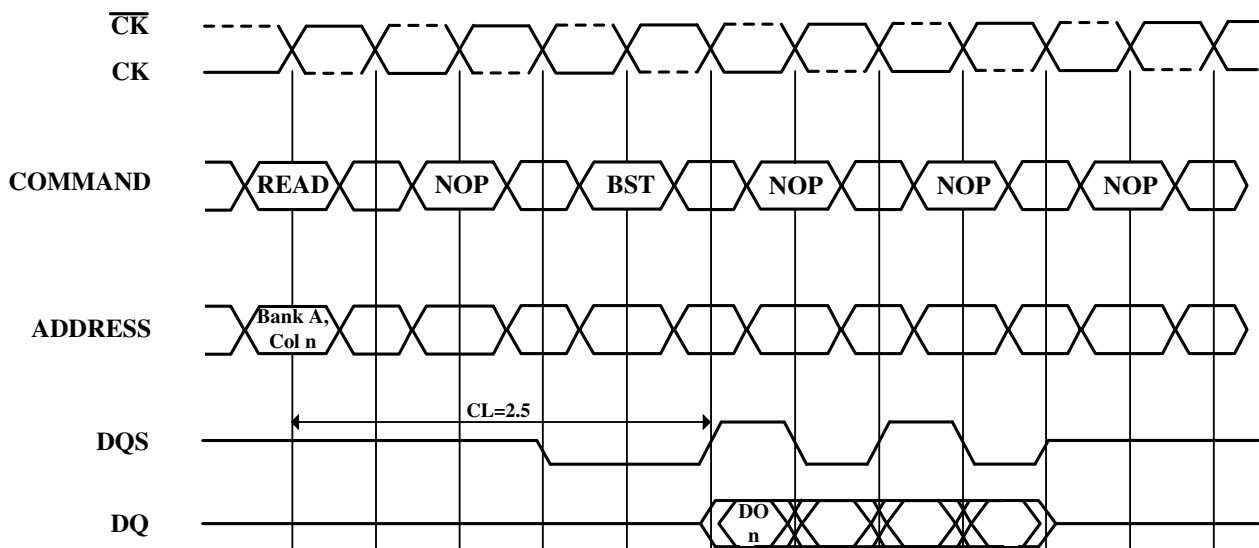 CK
CK
COMMAND READ NOP BST NOP NOP NOP
ADDRESS Bank A,
Col n
CL=2.5
DQS
DQ DO
n